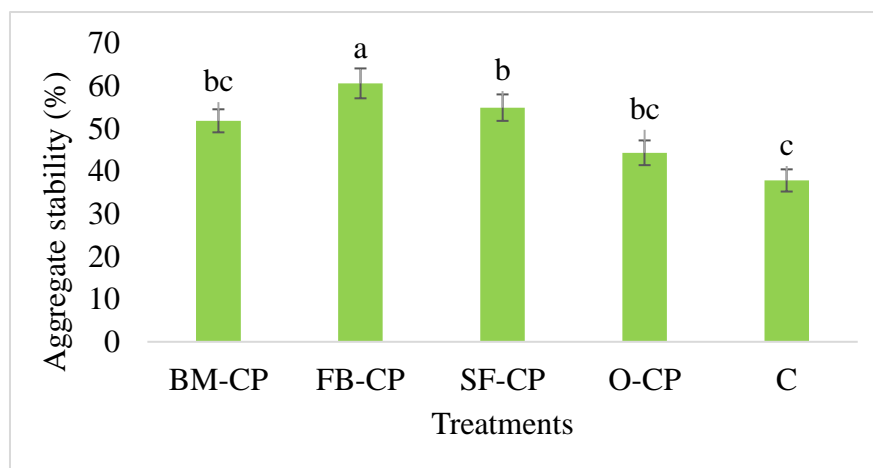 Aggregate stability (%)
70
60
50
40
30
20
10
0
bc
a
b
bc
c
BM-CP FB-CP SF-CP O-CP C
Treatments